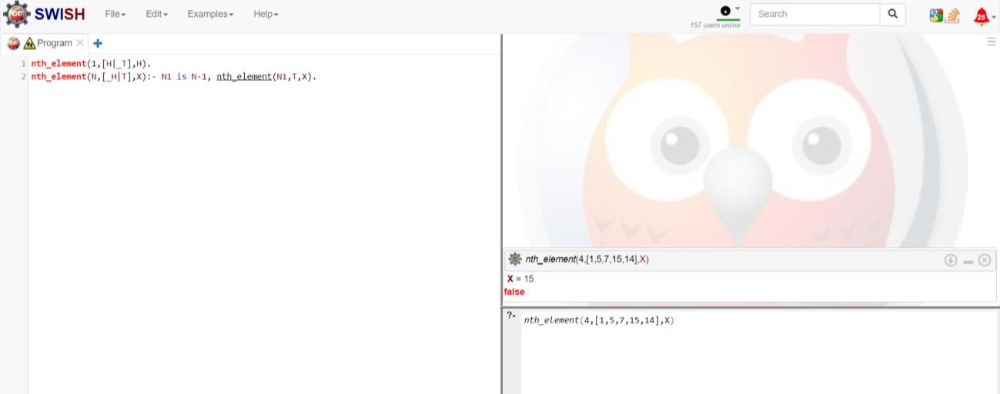 SWISH File Edit Examples Help 157 users online Search 25
Program
1 nth_element(1,[H|_T],H).
2 nth_element(N,[_H|T],X):- N1 is N-1, nth_element(N1,T,X).
nth_element(4,[1,5,7,15,14],X)
X = 15
false
?- nth_element(4,[1,5,7,15,14],X)